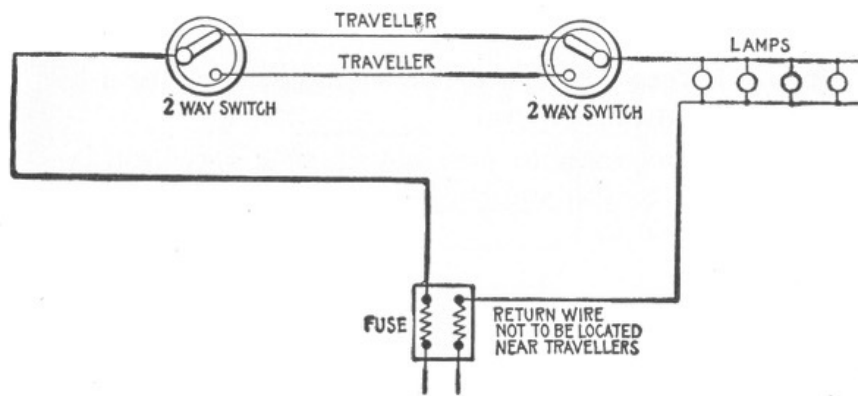 TRAVELLER
TRAVELLER
LAMPS
2 WAY SWITCH
2 WAY SWITCH
FUSE
RETURN WIRE
NOT TO BE LOCATED
NEAR TRAVELLERS